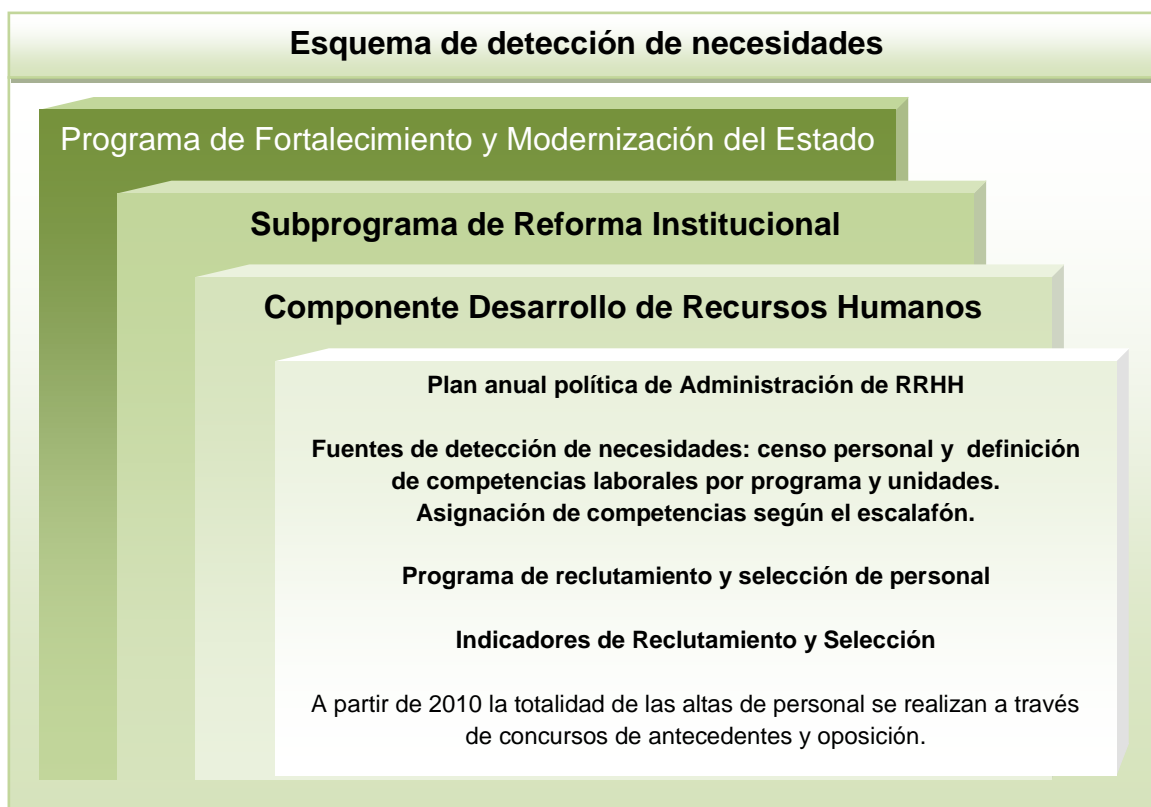 Esquema de detección de necesidades
Programa de Fortalecimiento y Modernización del Estado
Subprograma de Reforma Institucional
Componente Desarrollo de Recursos Humanos
Plan anual política de Administración de RRHH
Fuentes de detección de necesidades: censo personal y definición
de competencias laborales por programa y unidades.
Asignación de competencias según el escalafón.
Programa de reclutamiento y selección de personal
Indicadores de Reclutamiento y Selección
A partir de 2010 la totalidad de las altas de personal se realizan a través
de concursos de antecedentes y oposición.